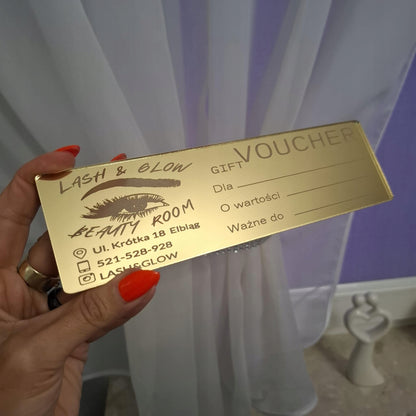 LASH & GLOW
BEAUTY ROOM
Ul. Krótka 18 Elbląg
521-528-928
LASH&GLOW
GIFT VOUCHER
Dla
O wartości
Ważne do